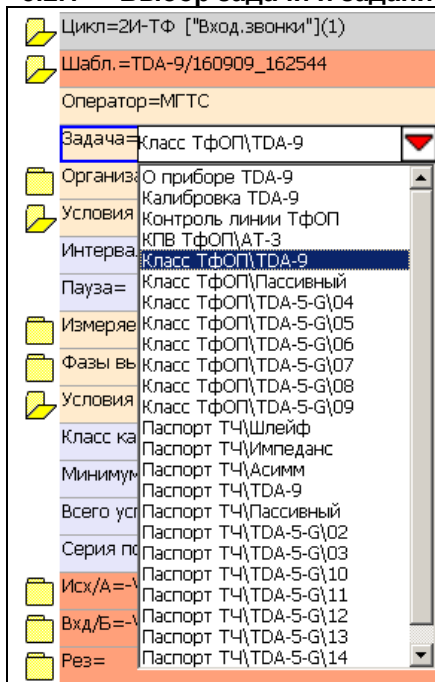 Цикл=2И-ТФ ["Вход.звонки"](1)
Шабл.=TDA-9/160909_162544
Оператор=МГТС
Задача=Класс ТфОП\TDA-9
Организа
О приборе TDA-9
Калибровка TDA-9
Условия
Контроль линии ТфОП
КПВ ТфОП\АТ-3
Интервал
Класс ТфОП\TDA-9
Класс ТфОП\Пассивный
Пауза=
Класс ТфОП\TDA-5-G\04
Измеряе
Класс ТфОП\TDA-5-G\05
Класс ТфОП\TDA-5-G\06
Фазы вы
Класс ТфОП\TDA-5-G\07
Класс ТфОП\TDA-5-G\08
Условия
Класс ТфОП\TDA-5-G\09
Паспорт ТЧ\Шлейф
Класс ка
Паспорт ТЧ\Импеданс
Паспорт ТЧ\Асимм
Минимум
Паспорт ТЧ\TDA-9
Всего усп
Паспорт ТЧ\Пассивный
Паспорт ТЧ\TDA-5-G\02
Серия по
Паспорт ТЧ\TDA-5-G\03
Паспорт ТЧ\TDA-5-G\10
Исх/А=-
Паспорт ТЧ\TDA-5-G\11
Паспорт ТЧ\TDA-5-G\12
Вхд/Б=-
Паспорт ТЧ\TDA-5-G\13
Рез=
Паспорт ТЧ\TDA-5-G\14